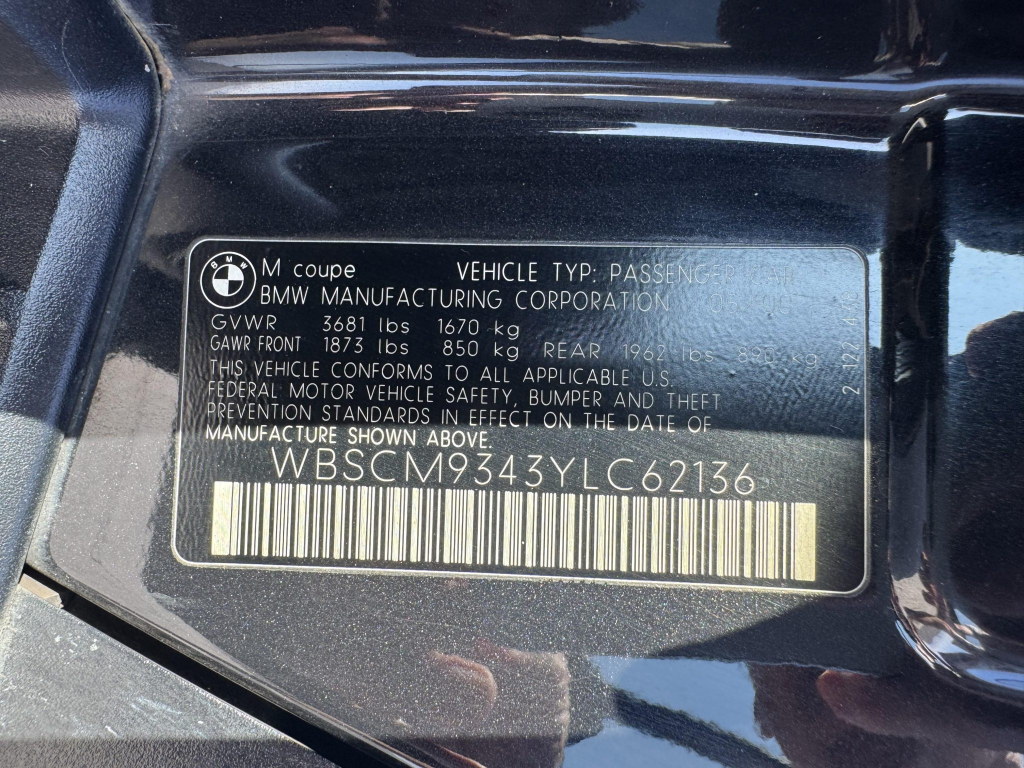 BMW
M coupe VEHICLE TYP: PASSENGER
BMW MANUFACTURING CORPORATION
GVWR 3681 lbs 1670 kg
GAWR FRONT 1873 lbs 850 kg REAR 1962 lbs 890 kg
THIS VEHICLE CONFORMS TO ALL APPLICABLE U.S.
FEDERAL MOTOR VEHICLE SAFETY, BUMPER AND THEFT
PREVENTION STANDARDS IN EFFECT ON THE DATE OF
MANUFACTURE SHOWN ABOVE.
WBSCM9343YLC62136